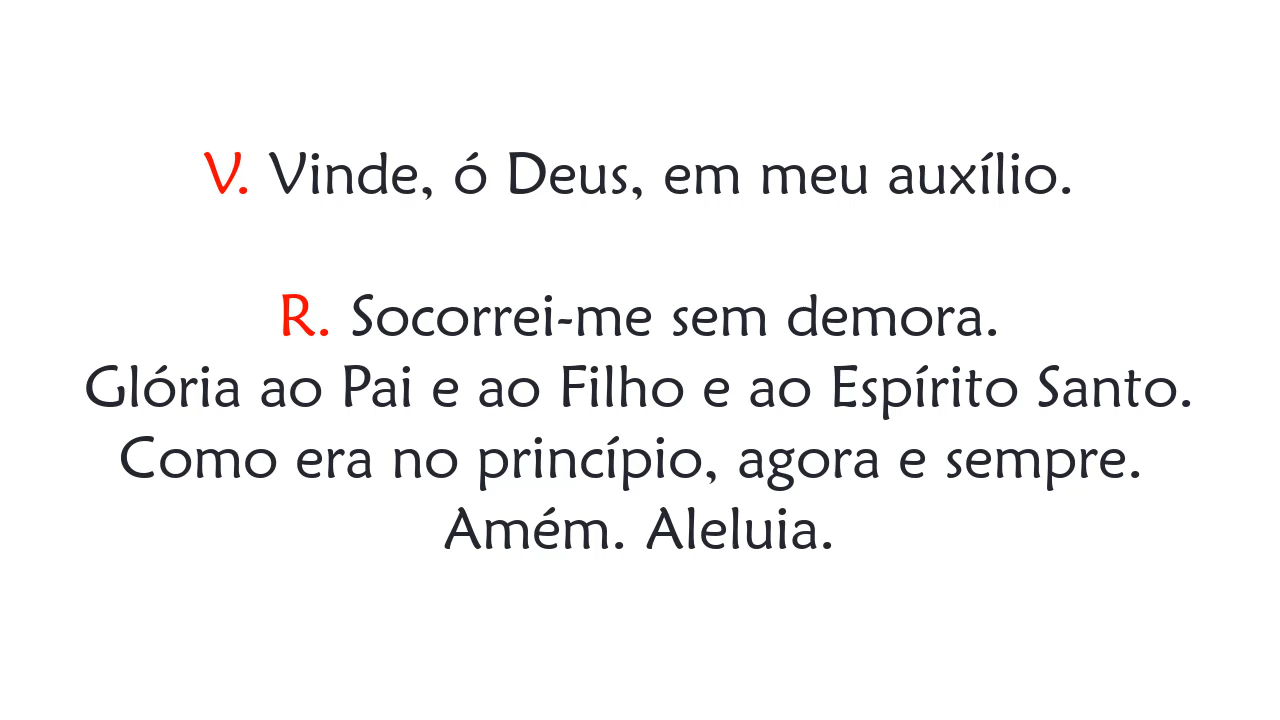 V. Vinde, ó Deus, em meu auxílio.
R. Socorrei-me sem demora.
Glória ao Pai e ao Filho e ao Espírito Santo.
Como era no princípio, agora e sempre.
Amém. Aleluia.